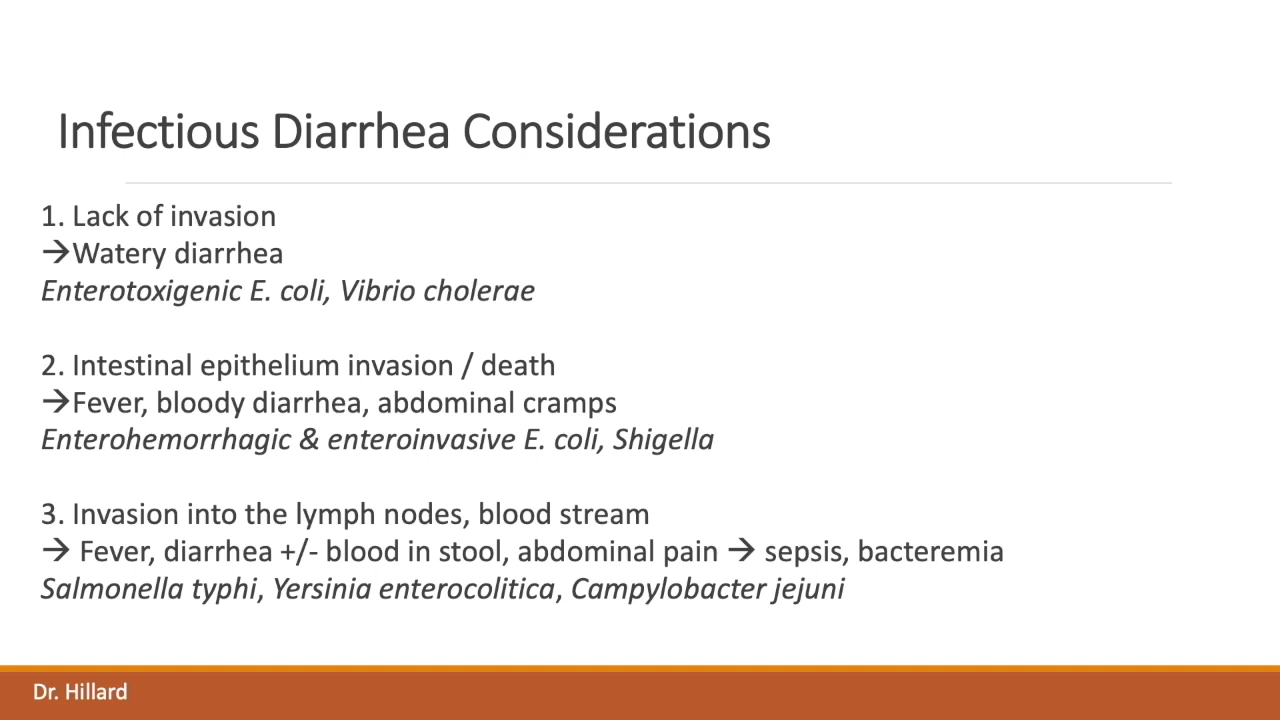 Infectious Diarrhea Considerations
1. Lack of invasion
→Watery diarrhea
Enterotoxigenic E. coli, Vibrio cholerae
2. Intestinal epithelium invasion / death
→Fever, bloody diarrhea, abdominal cramps
Enterohemorrhagic & enteroinvasive E. coli, Shigella
3. Invasion into the lymph nodes, blood stream
→ Fever, diarrhea +/- blood in stool, abdominal pain → sepsis, bacteremia
Salmonella typhi, Yersinia enterocolitica, Campylobacter jejuni
Dr. Hillard